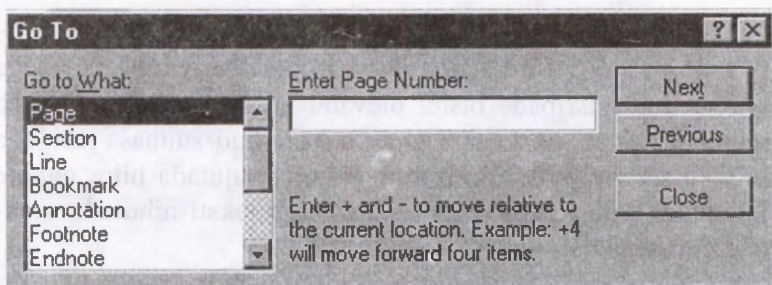 Go To
Go to What:
Page
Section
Line
Bookmark
Annotation
Footnote
Endnote
Enter Page Number:
Enter + and - to move relative to
the current location. Example: +4
will move forward four items.
Next
Previous
Close